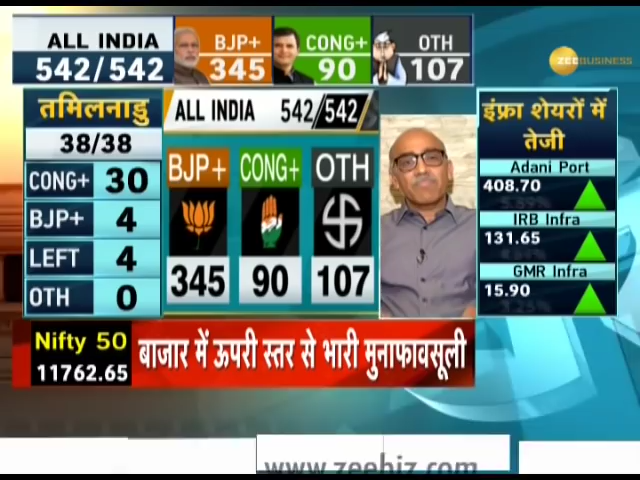 ALL INDIA
542/542
BJP+
345
CONG+
90
OTH
107
ZEEBUSINESS
तमिलनाडु
38/38
CONG+ 30
BJP+ 4
LEFT 4
OTH 0
ALL INDIA 542/542
BJP+ CONG+ OTH
345 90 107
इंफ्रा शेयरों में
तेजी
Adani Port
408.70
IRB Infra
131.65
GMR Infra
15.90
Nifty 50
11762.65
बाजार में ऊपरी स्तर से भारी मुनाफावसूली
www.zeebiz.com